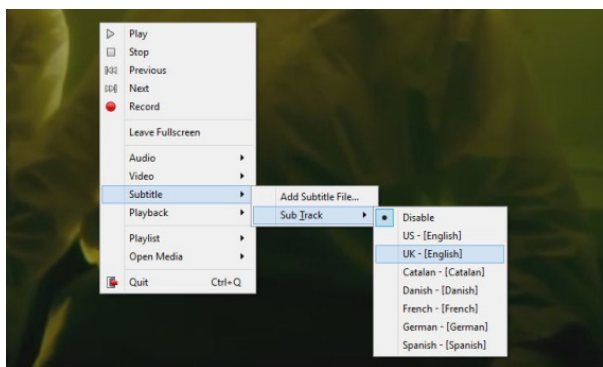 Play
Stop
Previous
Next
Record
Leave Fullscreen
Audio
Video
Subtitle
Playback
Playlist
Open Media
Quit Ctrl+Q
Add Subtitle File...
Sub Track
Disable
US - [English]
UK - [English]
Catalan - [Catalan]
Danish - [Danish]
French - [French]
German - [German]
Spanish - [Spanish]